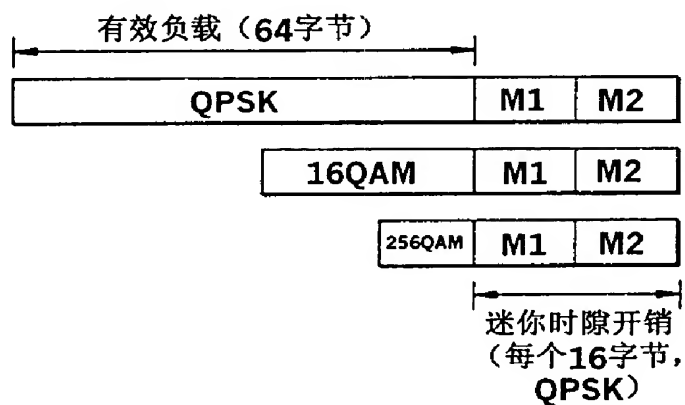 有效负载（64字节）
QPSK M1 M2
16QAM M1 M2
256QAM M1 M2
迷你时隙开销
（每个16字节，
QPSK）